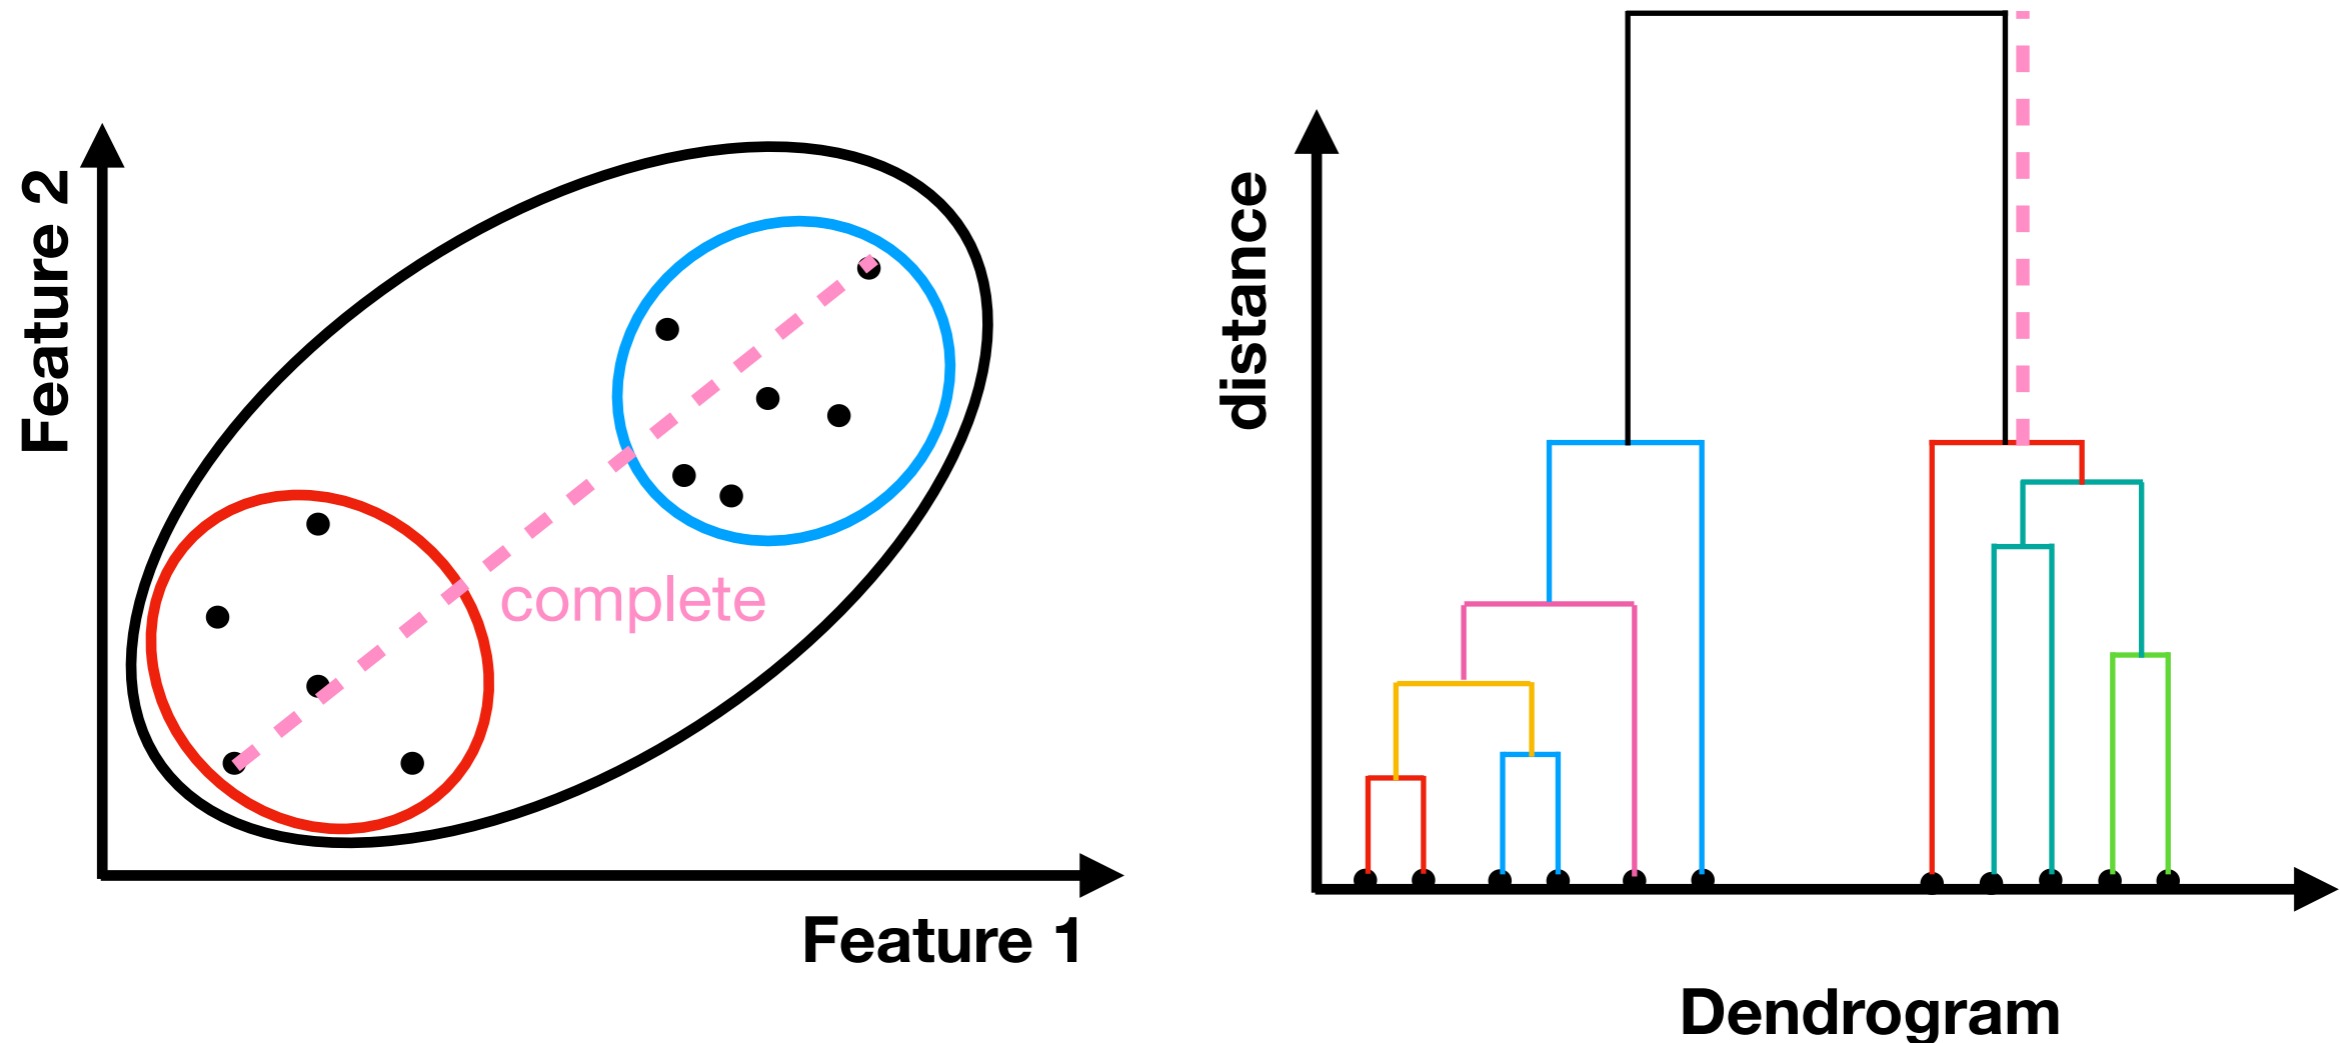 Feature 2
complete
Feature 1
distance
Dendrogram